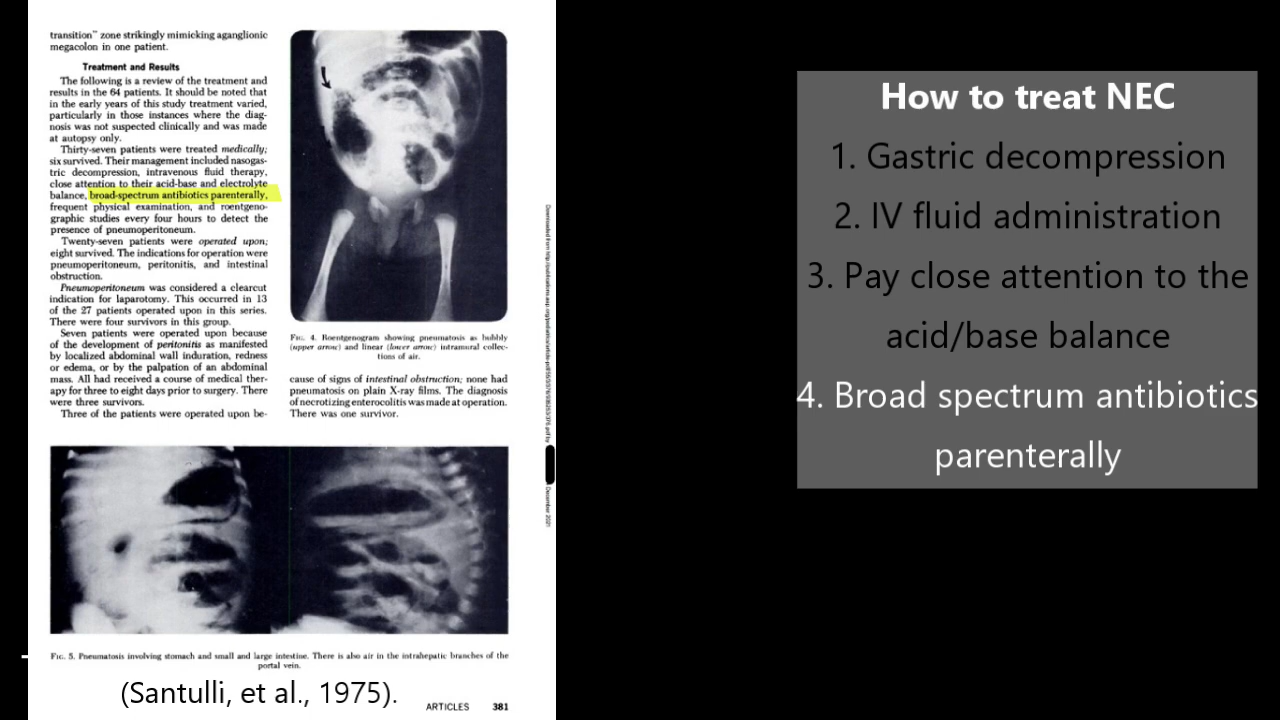 transition” zone strikingly mimicking aganglionic
megacolon in one patient.
Treatment and Results
The following is a review of the treatment and
results in the 64 patients. It should be noted that
in the early years of this study treatment varied,
particularly in those instances where the diag-
nosis was not suspected clinically and was made
at autopsy only.
Thirty-seven patients were treated medically;
six survived. Their management included nasogas-
tric decompression, intravenous fluid therapy,
close attention to their acid-base and electrolyte
balance, broad-spectrum antibiotics parenterally,
frequent physical examination, and roentgeno-
graphic studies every four hours to detect the
presence of pneumoperitoneum.
Twenty-seven patients were operated upon;
eight survived. The indications for operation were
pneumoperitoneum, peritonitis, and intestinal
obstruction.
Pneumoperitoneum was considered a clearcut
indication for laparotomy. This occurred in 13
of the 27 patients operated upon in this series.
There were four survivors in this group.
Seven patients were operated upon because
of the development of peritonitis as manifested
by localized abdominal wall induration, redness
or edema, or by the palpation of an abdominal
mass. All had received a course of medical ther-
apy for three to eight days prior to surgery. There
were three survivors.
Three of the patients were operated upon be-
Fig. 4. Roentgenogram showing pneumatosis as bubbly
(upper arrow) and linear (lower arrow) intramural collec-
tions of air.
cause of signs of intestinal obstruction; none had
pneumatosis on plain X-ray films. The diagnosis
of necrotizing enterocolitis was made at operation.
There was one survivor.
Fig. 5. Pneumatosis involving stomach and small and large intestine. There is also air in the intrahepatic branches of the
portal vein.
(Santulli, et al., 1975).
ARTICLES 381
December 2021
How to treat NEC
1. Gastric decompression
2. IV fluid administration
3. Pay close attention to the
acid/base balance
4. Broad spectrum antibiotics
parenterally